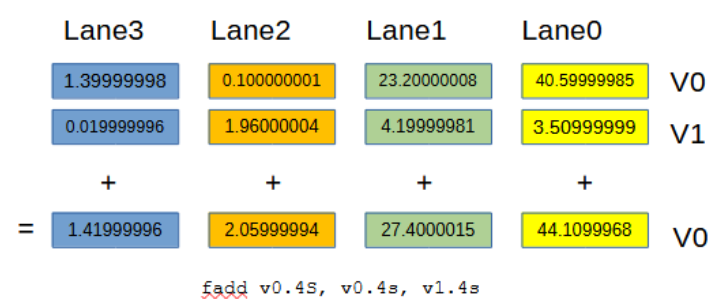 Lane3 Lane2 Lane1 Lane0
1.39999998 0.100000001 23.20000008 40.59999985 V0
0.019999996 1.96000004 4.19999981 3.50999999 V1
+ + + +
= 1.41999996 2.05999994 27.4000015 44.1099968 V0
fadd v0.4S, v0.4s, v1.4s